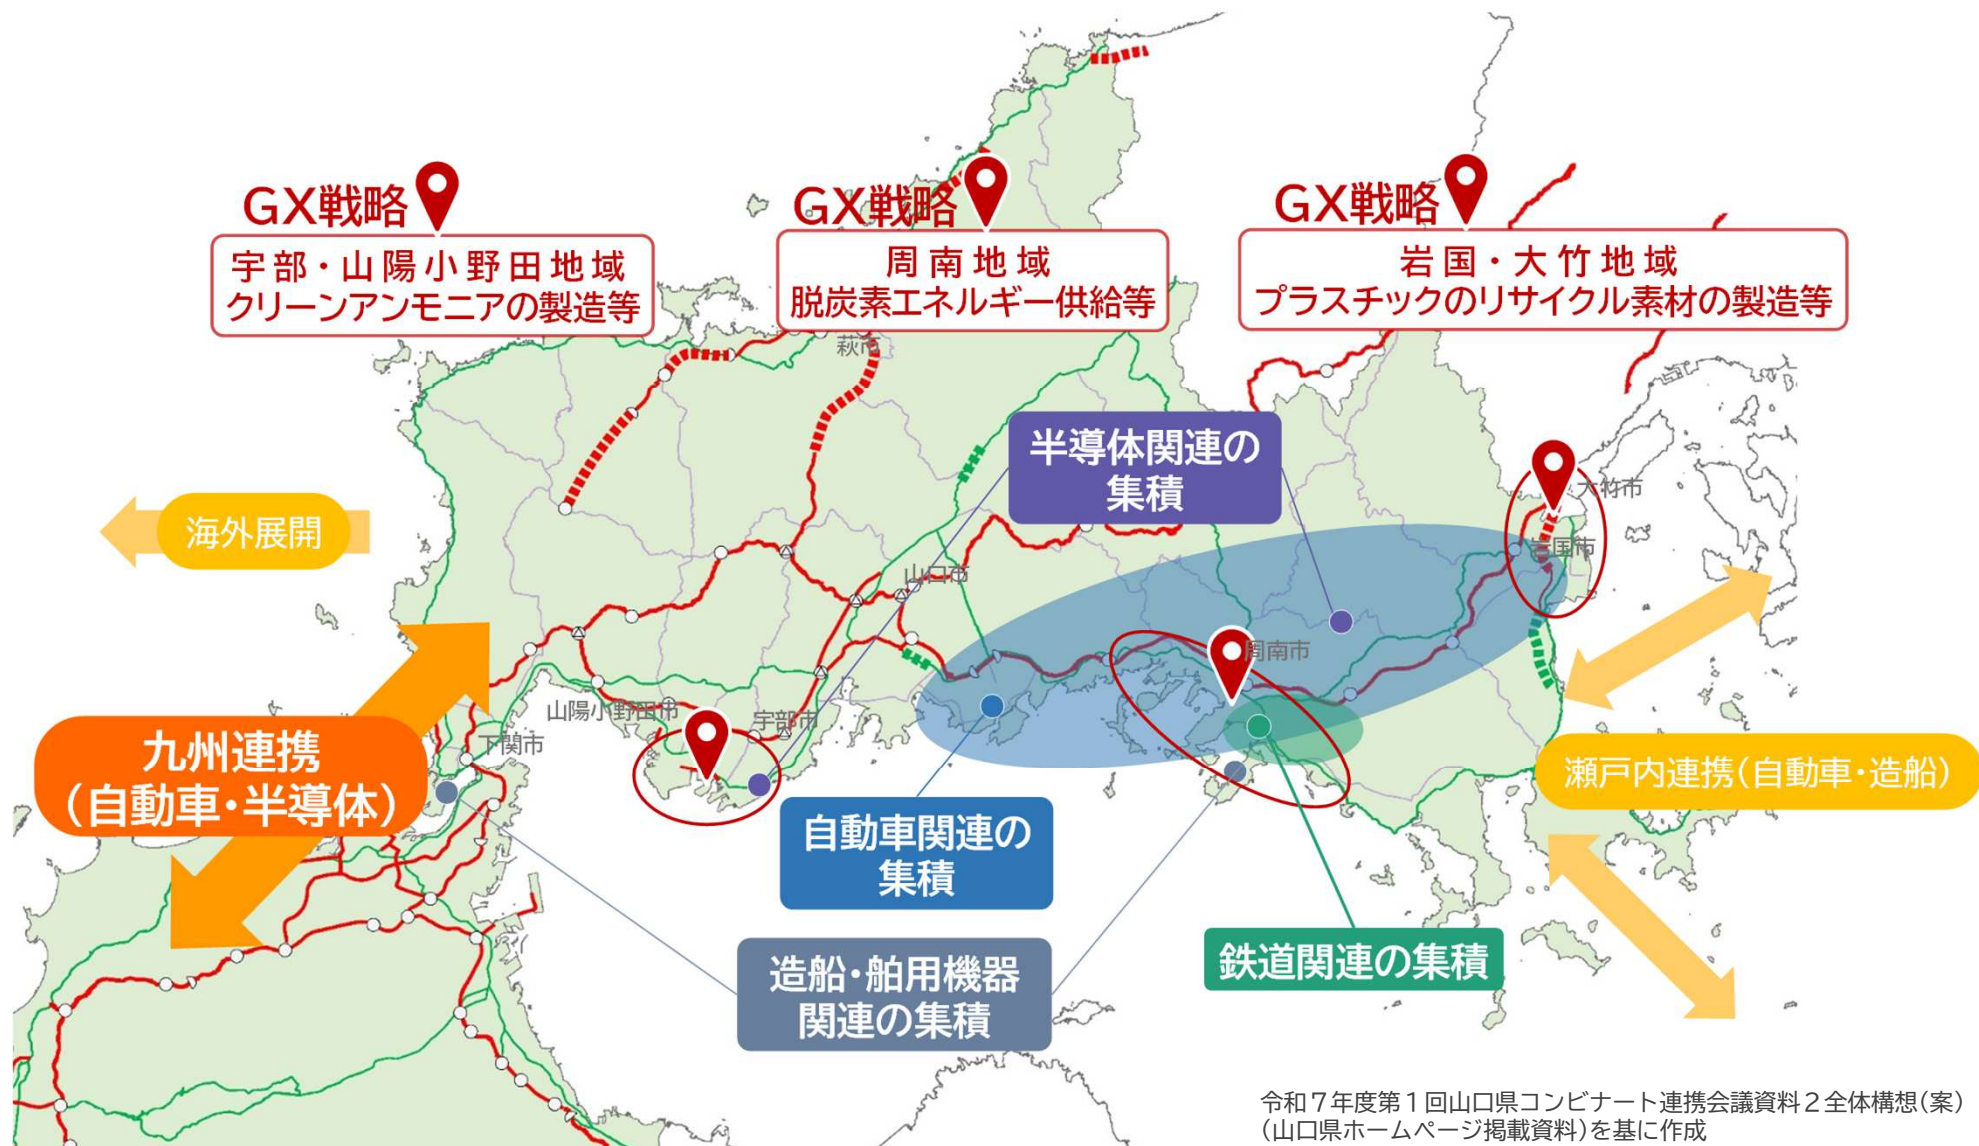 GX戦略
宇部・山陽小野田地域
クリーンアンモニアの製造等
GX戦略
周南地域
脱炭素エネルギー供給等
GX戦略
岩国・大竹地域
プラスチックのリサイクル素材の製造等
萩市
半導体関連の
集積
大竹市
海外展開
岩国市
山口市
周南市
山陽小野田市
宇部市
下関市
九州連携
（自動車・半導体）
瀬戸内連携（自動車・造船）
自動車関連の
集積
造船・舶用機器
関連の集積
鉄道関連の集積
令和７年度第１回山口県コンビナート連携会議資料２全体構想（案）
（山口県ホームページ掲載資料）を基に作成